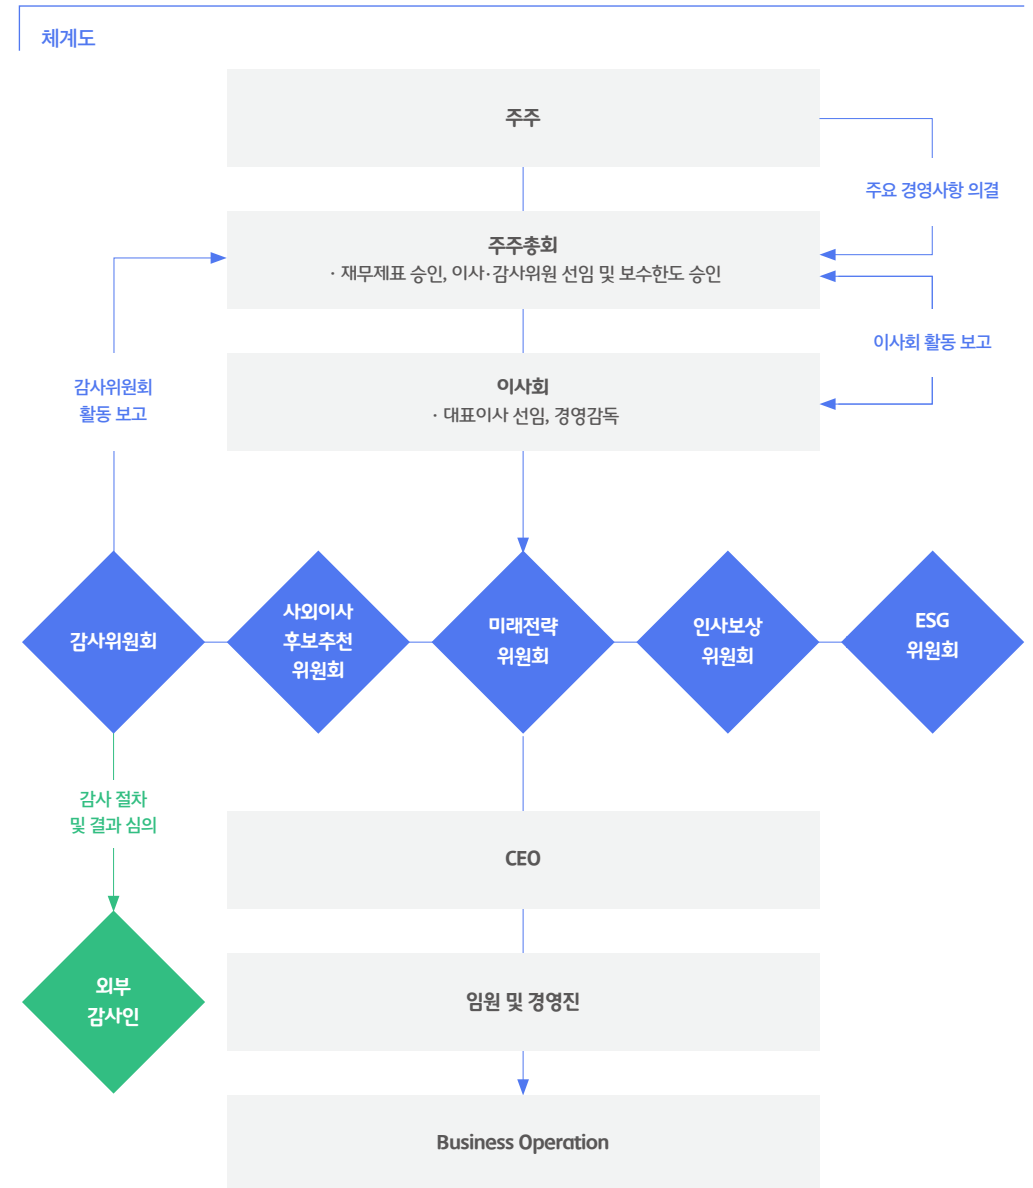 체계도
주주
주요 경영사항 의결
주주총회
· 재무제표 승인, 이사·감사위원 선임 및 보수한도 승인
이사회 활동 보고
이사회
· 대표이사 선임, 경영감독
감사위원회
활동 보고
감사위원회
사외이사
후보추천
위원회
미래전략
위원회
인사보상
위원회
ESG
위원회
감사 절차
및 결과 심의
CEO
외부
감사인
임원 및 경영진
Business Operation